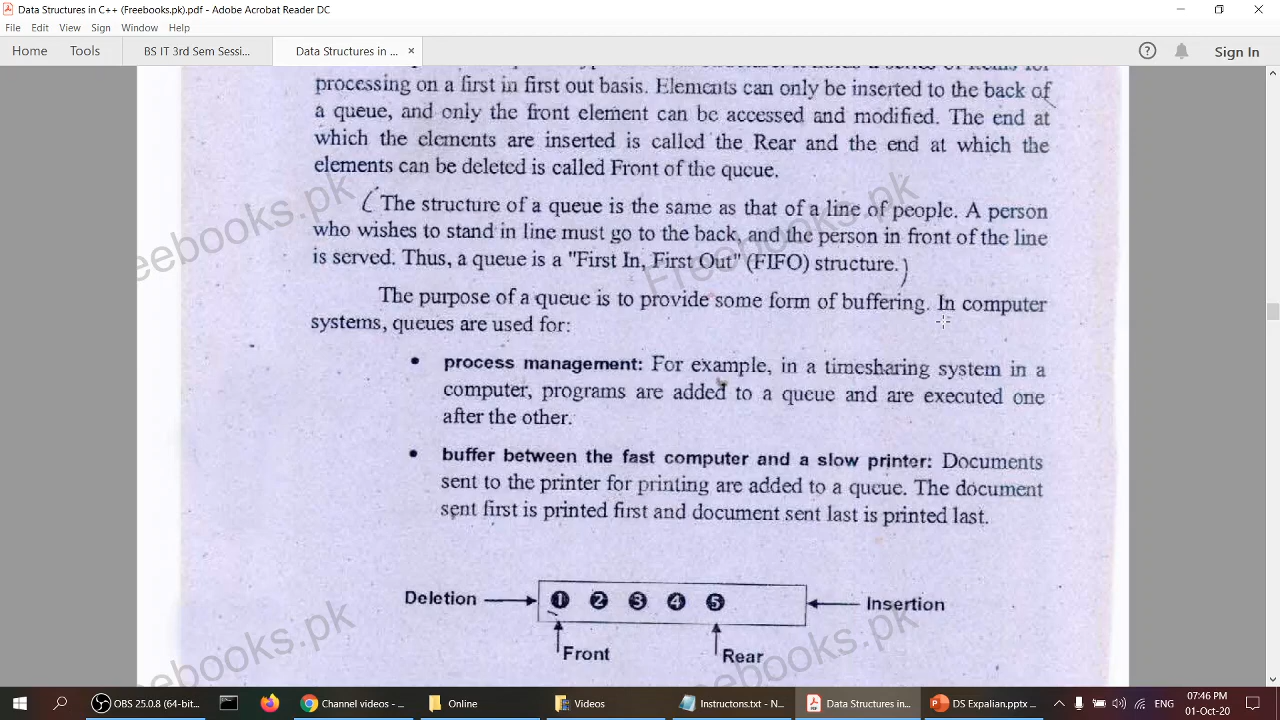 Data Structures in C++ (Freebooks.pk).pdf - Adobe Acrobat Reader DC
File Edit View Sign Window Help
Home Tools BS IT 3rd Sem Sessi... Data Structures in ... × Sign In
processing on a first in first out basis. Elements can only be inserted to the back of
a queue, and only the front element can be accessed and modified. The end at
which the elements are inserted is called the Rear and the end at which the
elements can be deleted is called Front of the queue.
(The structure of a queue is the same as that of a line of people. A person
who wishes to stand in line must go to the back, and the person in front of the line
is served. Thus, a queue is a "First In, First Out" (FIFO) structure.)
The purpose of a queue is to provide some form of buffering. In computer
systems, queues are used for:
• process management: For example, in a timesharing system in a
computer, programs are added to a queue and are executed one
after the other.
• buffer between the fast computer and a slow printer: Documents
sent to the printer for printing are added to a queue. The document
sent first is printed first and document sent last is printed last.
Deletion 1 2 3 4 5 Insertion
Front Rear
Freebooks.pk
OBS 25.0.8 (64-bit... Channel videos - ... Online Videos Instructons.txt - N... Data Structures in... DS Expalian.pptx ... ENG 07:46 PM
01-Oct-20